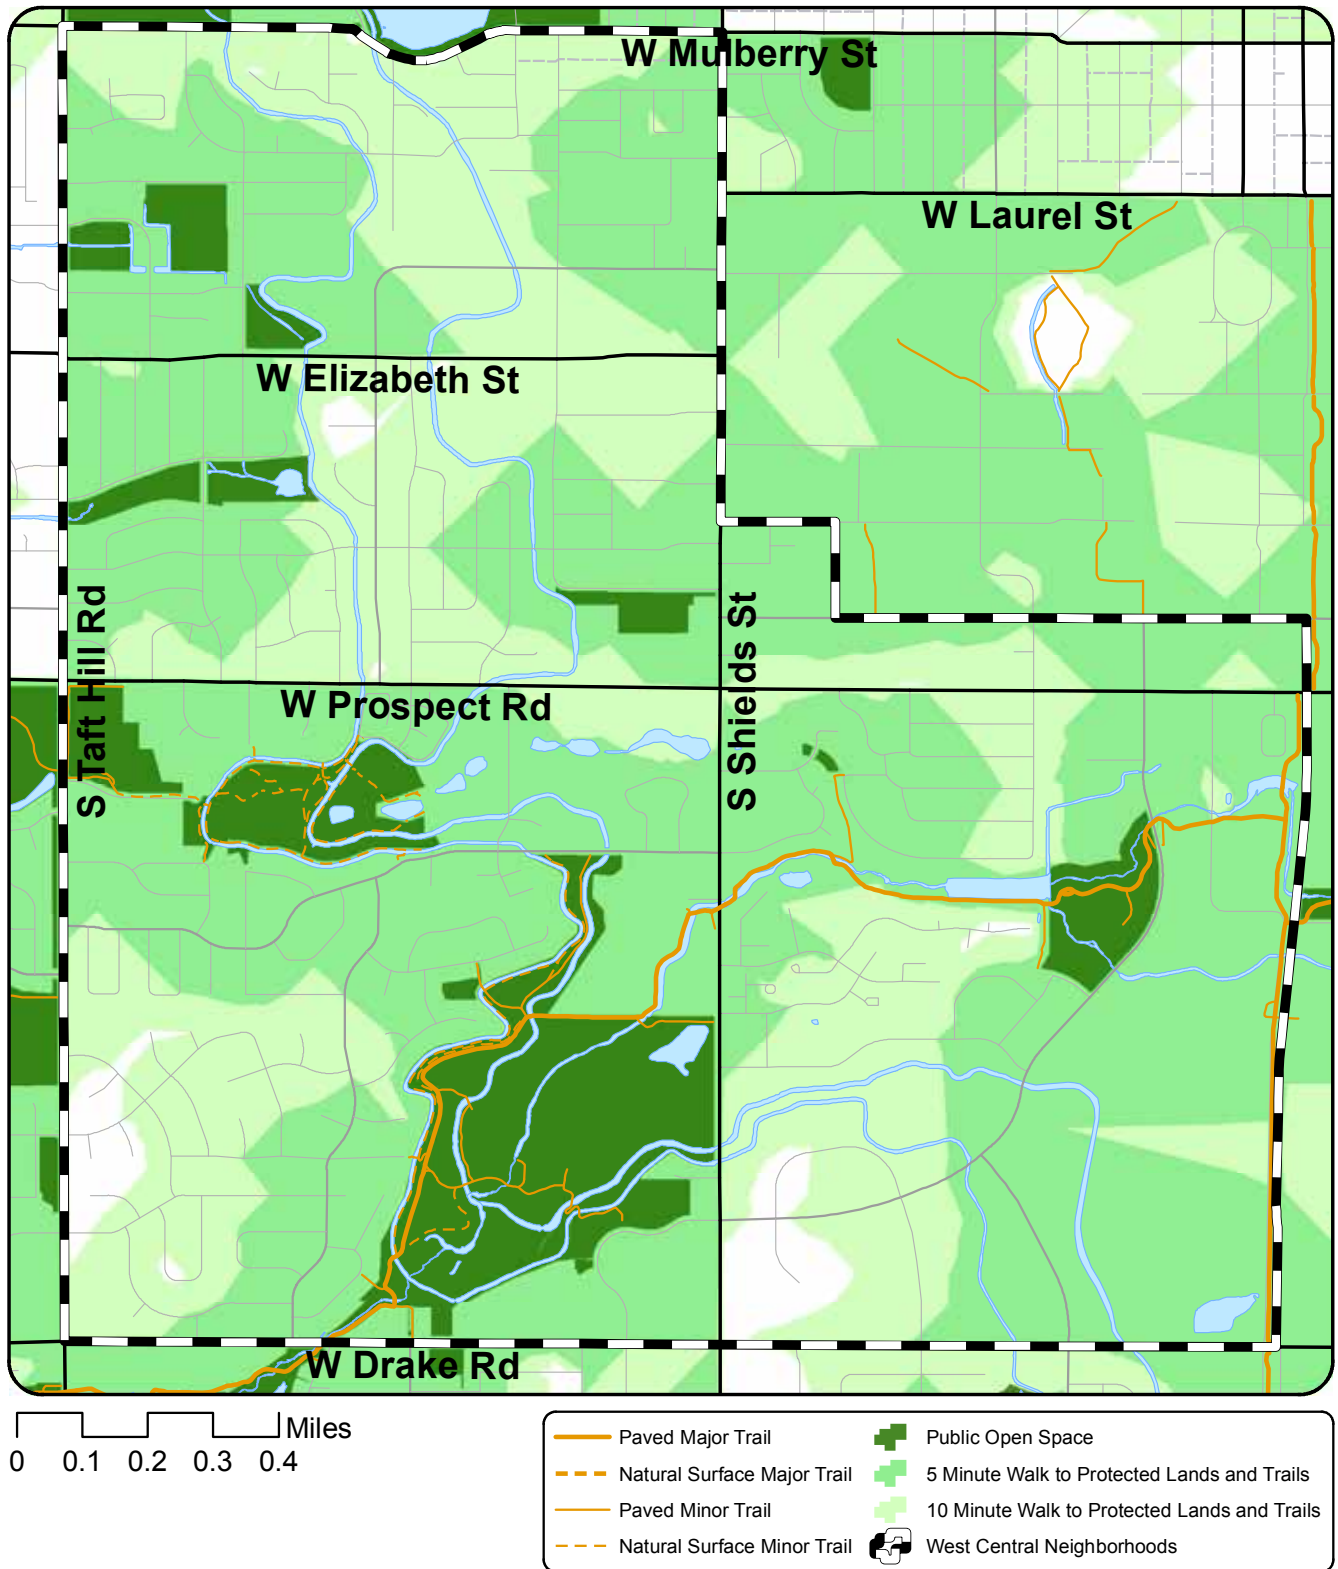 W Mulberry St
W Laurel St
W Elizabeth St
S Taft Hill Rd
S Shields St
W Prospect Rd
W Drake Rd
Miles
0 0.1 0.2 0.3 0.4
Paved Major Trail
Natural Surface Major Trail
Paved Minor Trail
Natural Surface Minor Trail
Public Open Space
5 Minute Walk to Protected Lands and Trails
10 Minute Walk to Protected Lands and Trails
West Central Neighborhoods